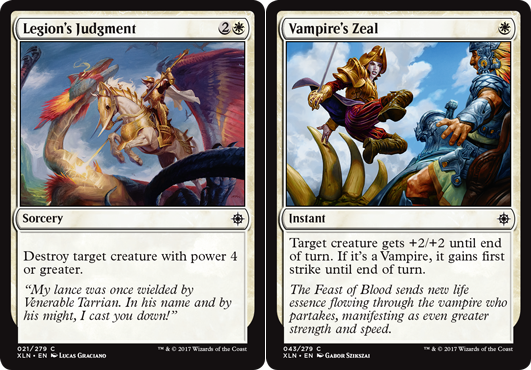 Legion's Judgment 2
Sorcery
Destroy target creature with power 4
or greater.
“My lance was once wielded by
Venerable Tarrian. In his name and by
his might, I cast you down!”
021/279 C
XLN • EN Lucas Graciano
™ & © 2017 Wizards of the Coast
Vampire's Zeal
Instant
Target creature gets +2/+2 until end
of turn. If it's a Vampire, it gains first
strike until end of turn.
The Feast of Blood sends new life
essence flowing through the vampire who
partakes, manifesting as even greater
strength and speed.
043/279 C
XLN • EN Gabor Szikszai
™ & © 2017 Wizards of the Coast